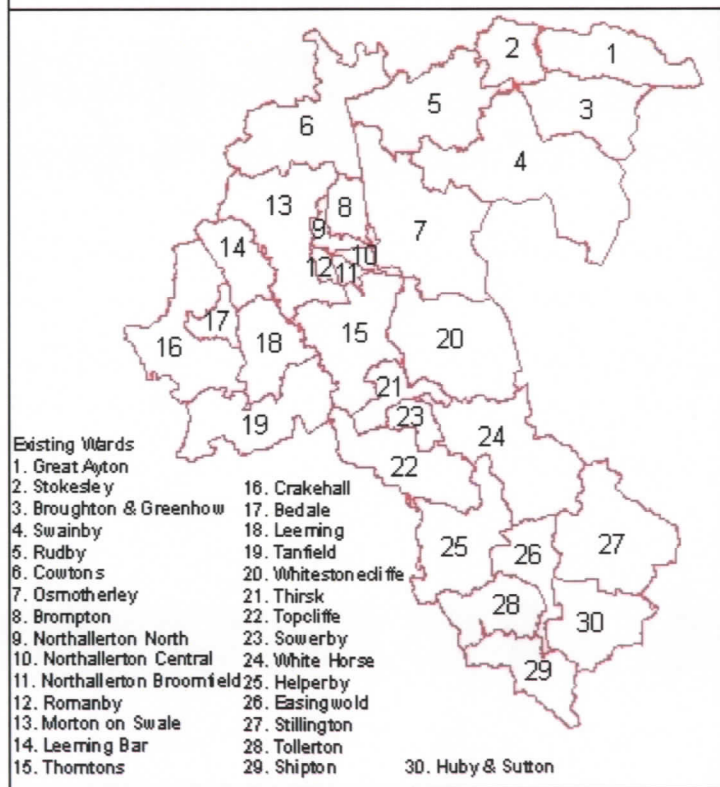 2
1
5
3
6
4
13
8
7
9
14
10
12
11
17
15
16
18
20
21
19
23
24
22
25
26
27
28
30
29
Existing Wards
1. Great Ayton
2. Stokesley
3. Broughton & Greenhow
4. Swainby
5. Rudby
6. Cowtons
7. Osmotherley
8. Brompton
9. Northallerton North
10. Northallerton Central
11. Northallerton Broomfield
12. Romanby
13. Morton on Swale
14. Leeming Bar
15. Thorntons
16. Crakehall
17. Bedale
18. Leeming
19. Tanfield
20. Whitestonecliffe
21. Thirsk
22. Topcliffe
23. Sowerby
24. White Horse
25. Helperby
26. Easingwold
27. Stillington
28. Tollerton
29. Shipton
30. Huby & Sutton